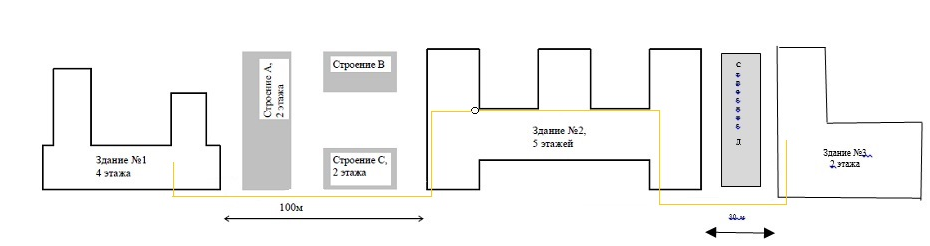 Здание №1
4 этажа
Строение А,
2 этажа
Строение В
Строение С,
2 этажа
100м
Здание №2,
5 этажей
Д
Здание №3
2 этажа
30 м